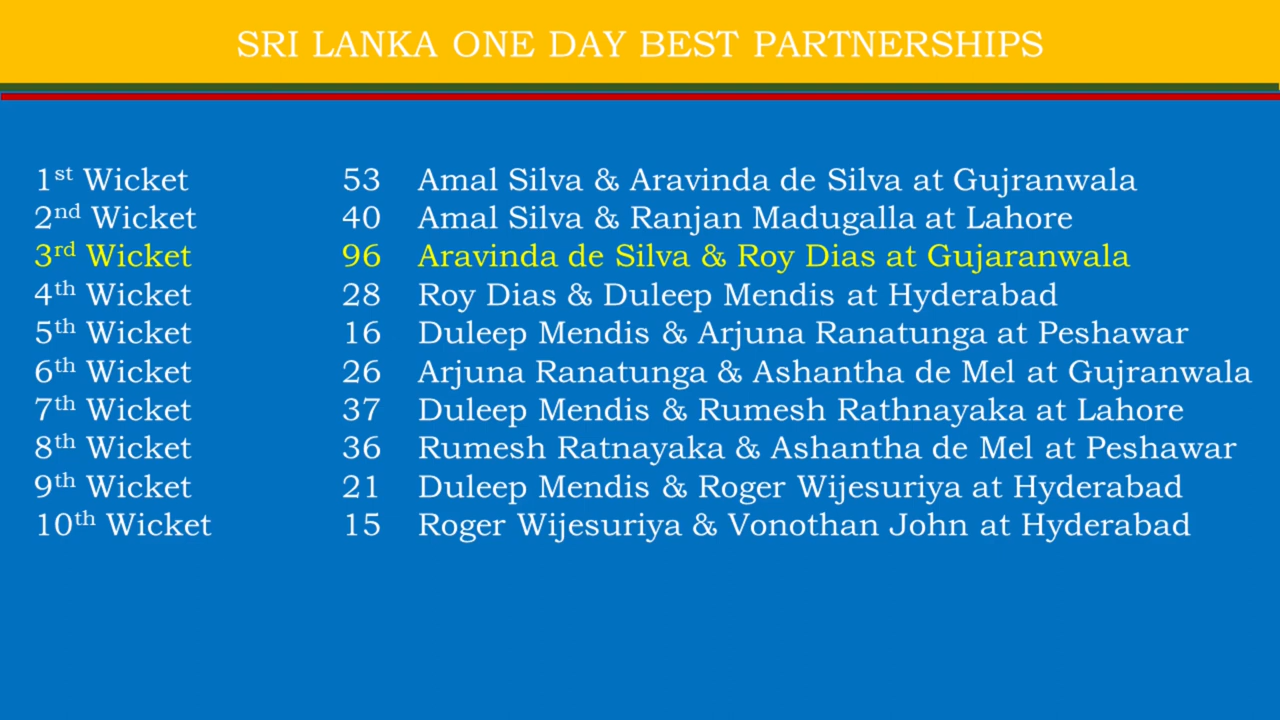 SRI LANKA ONE DAY BEST PARTNERSHIPS
1st Wicket 53 Amal Silva & Aravinda de Silva at Gujranwala
2nd Wicket 40 Amal Silva & Ranjan Madugalla at Lahore
3rd Wicket 96 Aravinda de Silva & Roy Dias at Gujaranwala
4th Wicket 28 Roy Dias & Duleep Mendis at Hyderabad
5th Wicket 16 Duleep Mendis & Arjuna Ranatunga at Peshawar
6th Wicket 26 Arjuna Ranatunga & Ashantha de Mel at Gujranwala
7th Wicket 37 Duleep Mendis & Rumesh Rathnayaka at Lahore
8th Wicket 36 Rumesh Ratnayaka & Ashantha de Mel at Peshawar
9th Wicket 21 Duleep Mendis & Roger Wijesuriya at Hyderabad
10th Wicket 15 Roger Wijesuriya & Vonothan John at Hyderabad